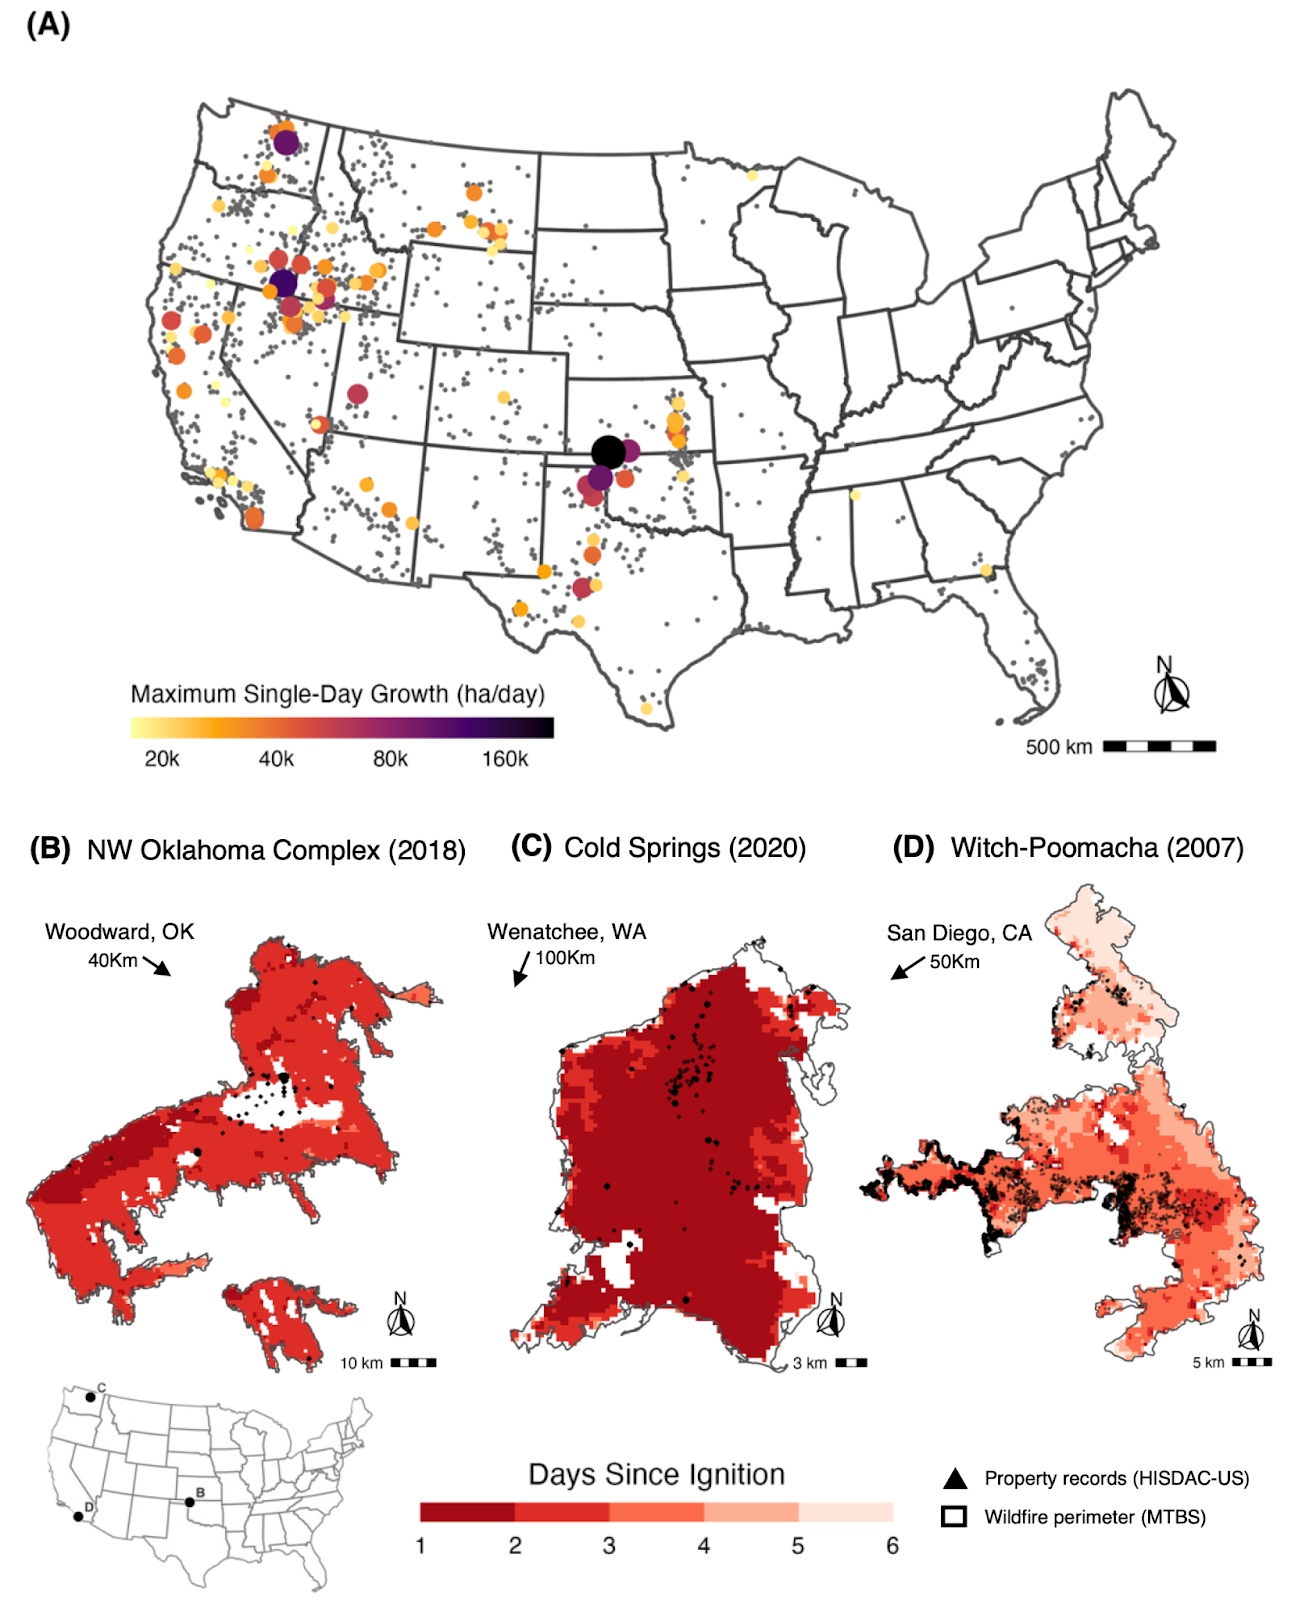 (A)
N
Maximum Single-Day Growth (ha/day)
20k 40k 80k 160k
500 km
(B) NW Oklahoma Complex (2018)
(C) Cold Springs (2020)
(D) Witch-Poomacha (2007)
Woodward, OK
40Km
Wenatchee, WA
100Km
San Diego, CA
50Km
N
10 km
N
3 km
N
5 km
C
B
D
Days Since Ignition
1 2 3 4 5 6
Property records (HISDAC-US)
Wildfire perimeter (MTBS)